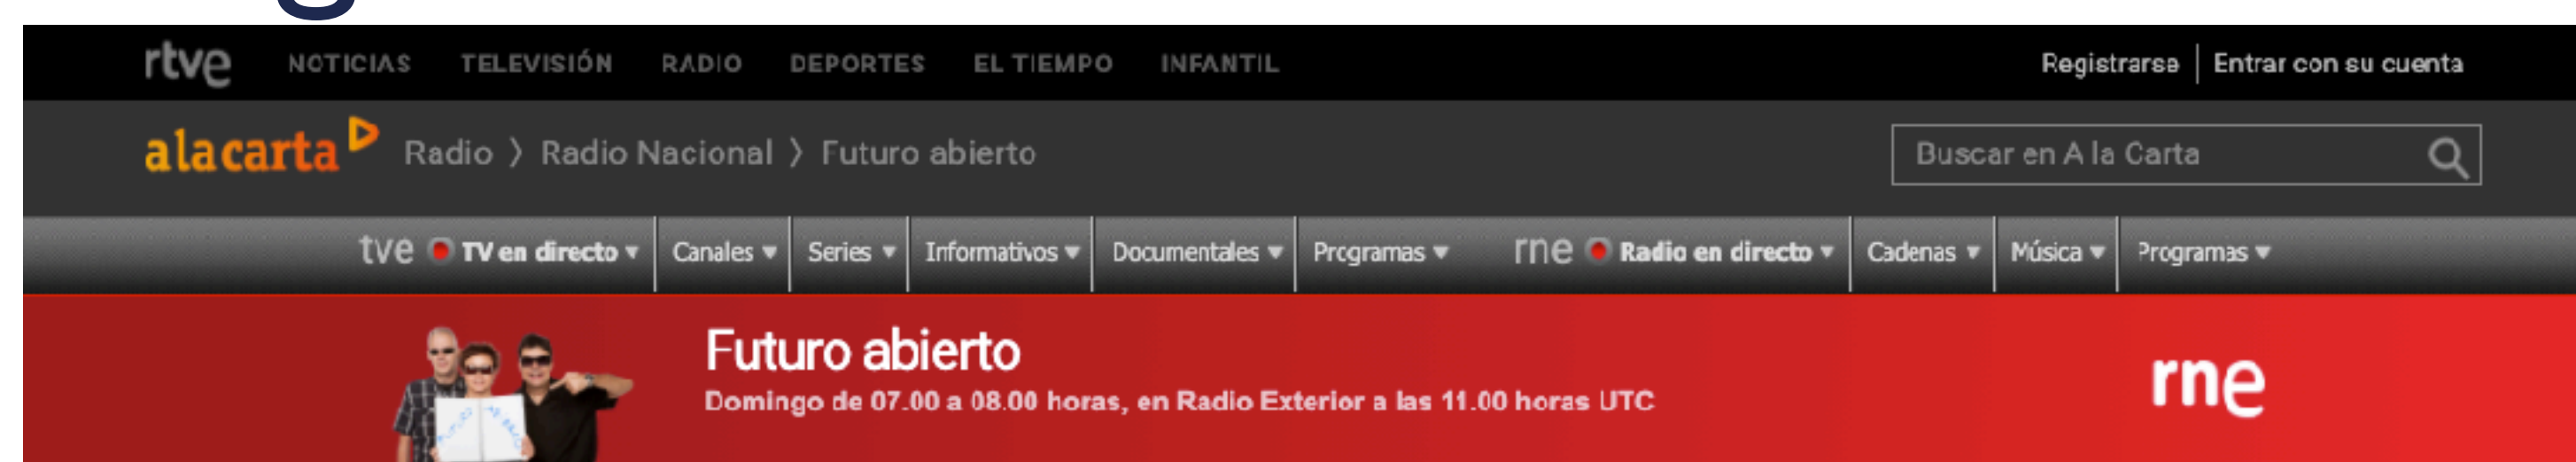 rtve NOTICIAS TELEVISIÓN RADIO DEPORTES EL TIEMPO INFANTIL Registrarse | Entrar con su cuenta
alacarta Radio > Radio Nacional > Futuro abierto Buscar en A la Carta
tve TV en directo Canales Series Informativos Documentales Programas rne Radio en directo Cadenas Música Programas
Futuro abierto
Domingo de 07.00 a 08.00 horas, en Radio Exterior a las 11.00 horas UTC
rne